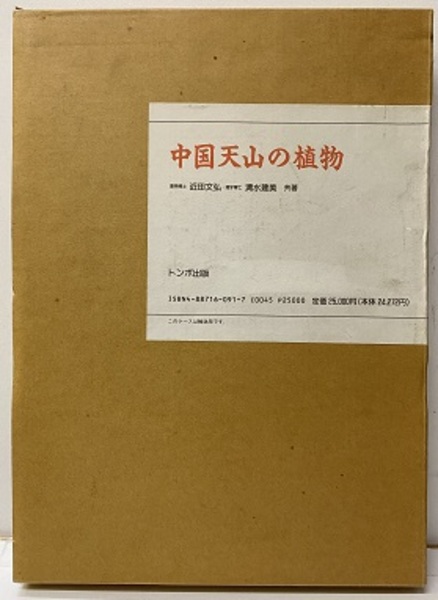 中国天山の植物
近田文弘 清水建美 共著
トンボ出版
ISBN4-88716-091-7 C0045 P25000 定価25,000円(本体24,272円)